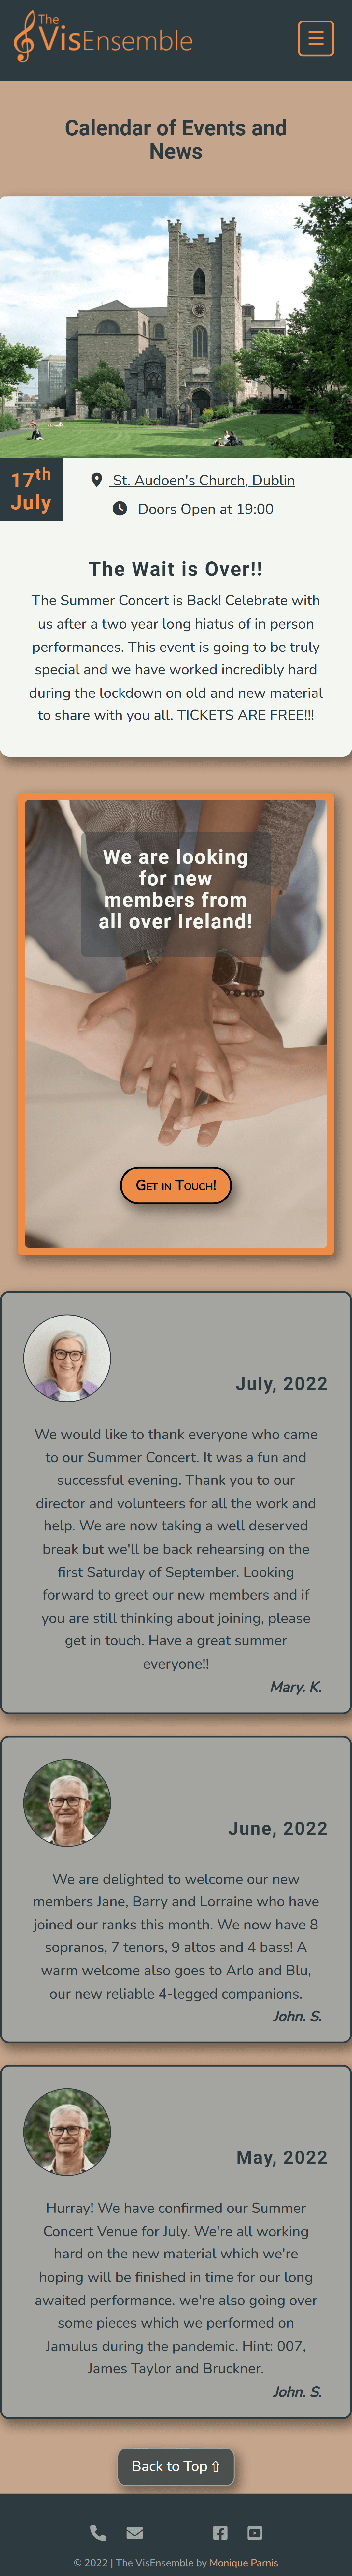 The
VisEnsemble
Calendar of Events and
News
17th
July
St. Audoen's Church, Dublin
Doors Open at 19:00
The Wait is Over!!
The Summer Concert is Back! Celebrate with
us after a two year long hiatus of in person
performances. This event is going to be truly
special and we have worked incredibly hard
during the lockdown on old and new material
to share with you all. TICKETS ARE FREE!!!
We are looking
for new
members from
all over Ireland!
Get in Touch!
July, 2022
We would like to thank everyone who came
to our Summer Concert. It was a fun and
successful evening. Thank you to our
director and volunteers for all the work and
help. We are now taking a well deserved
break but we'll be back rehearsing on the
first Saturday of September. Looking
forward to greet our new members and if
you are still thinking about joining, please
get in touch. Have a great summer
everyone!!
Mary. K.
June, 2022
We are delighted to welcome our new
members Jane, Barry and Lorraine who have
joined our ranks this month. We now have 8
sopranos, 7 tenors, 9 altos and 4 bass! A
warm welcome also goes to Arlo and Blu,
our new reliable 4-legged companions.
John. S.
May, 2022
Hurray! We have confirmed our Summer
Concert Venue for July. We're all working
hard on the new material which we're
hoping will be finished in time for our long
awaited performance. we're also going over
some pieces which we performed on
Jamulus during the pandemic. Hint: 007,
James Taylor and Bruckner.
John. S.
Back to Top ⇧
© 2022 | The VisEnsemble by Monique Parnis